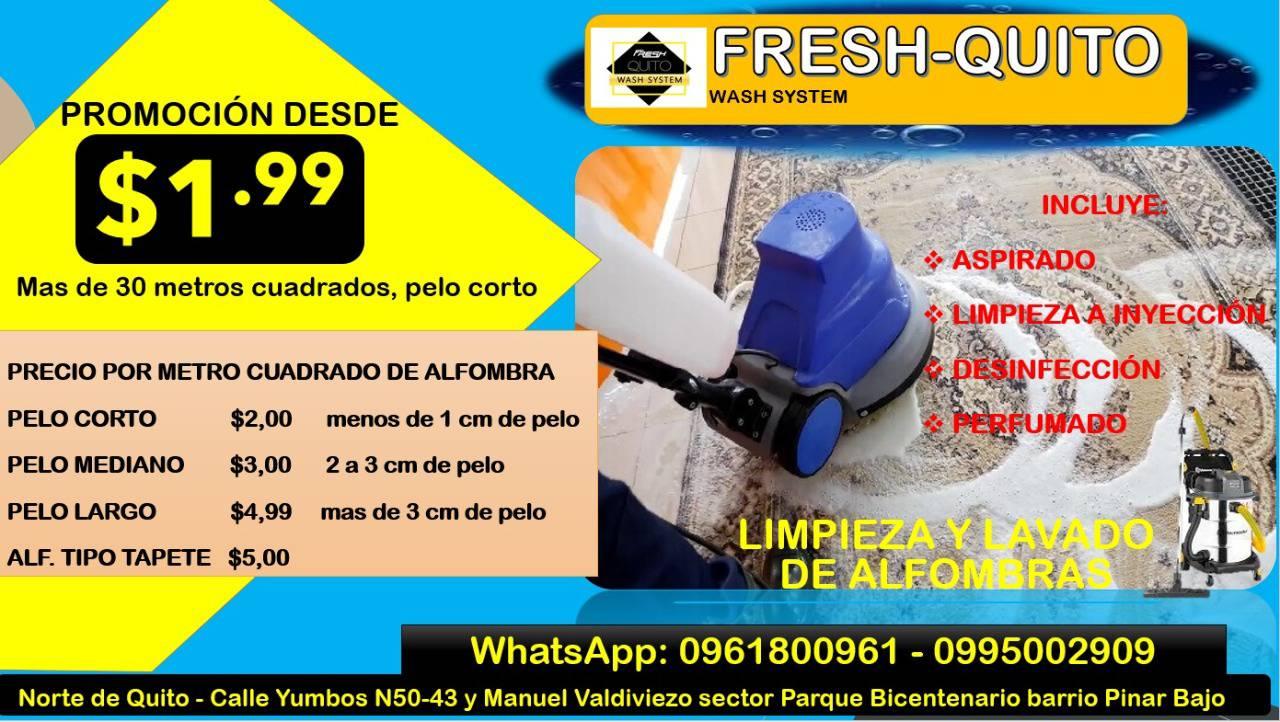 FRESH
QUITO
WASH SYSTEM
FRESH-QUITO
WASH SYSTEM
PROMOCIÓN DESDE
$1.99
Mas de 30 metros cuadrados, pelo corto
PRECIO POR METRO CUADRADO DE ALFOMBRA
PELO CORTO $2,00 menos de 1 cm de pelo
PELO MEDIANO $3,00 2 a 3 cm de pelo
PELO LARGO $4,99 mas de 3 cm de pelo
ALF. TIPO TAPETE $5,00
INCLUYE:
❖ ASPIRADO
❖ LIMPIEZA A INYECCIÓN
❖ DESINFECCIÓN
❖ PERFUMADO
LIMPIEZA Y LAVADO
DE ALFOMBRAS
WhatsApp: 0961800961 - 0995002909
Norte de Quito - Calle Yumbos N50-43 y Manuel Valdiviezo sector Parque Bicentenario barrio Pinar Bajo